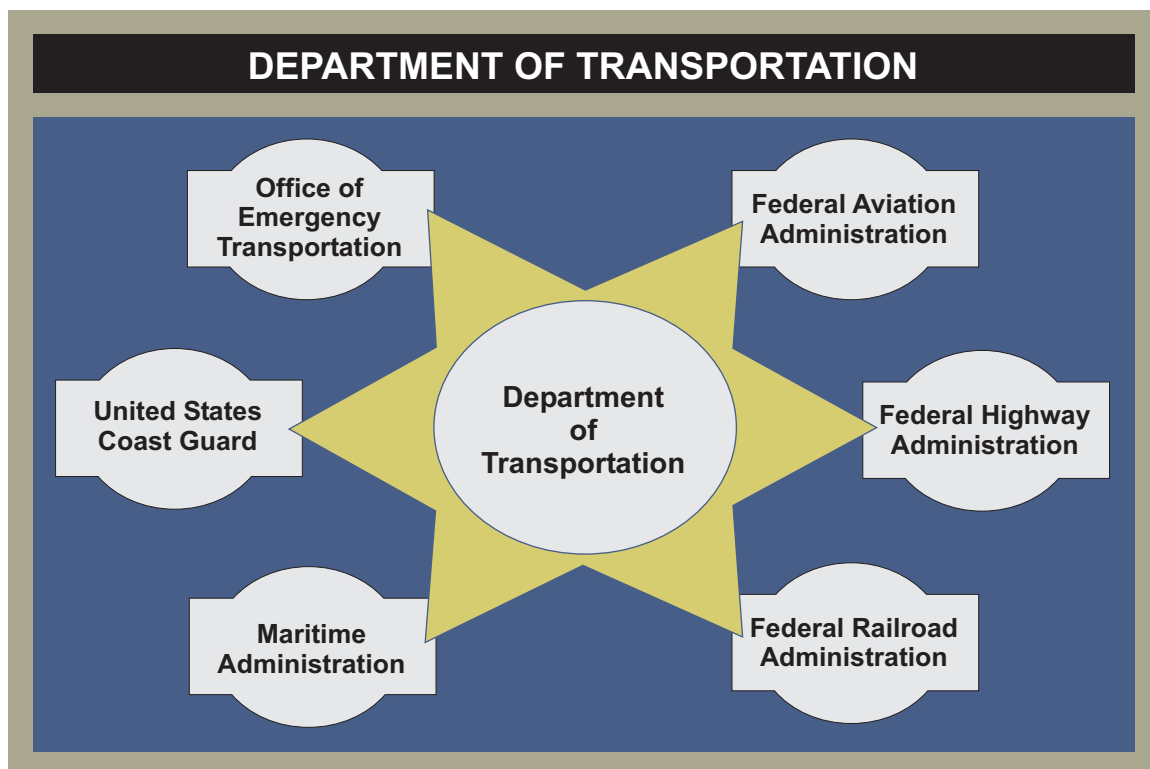 DEPARTMENT OF TRANSPORTATION
Office of
Emergency
Transportation
Federal Aviation
Administration
United States
Coast Guard
Department
of
Transportation
Federal Highway
Administration
Maritime
Administration
Federal Railroad
Administration